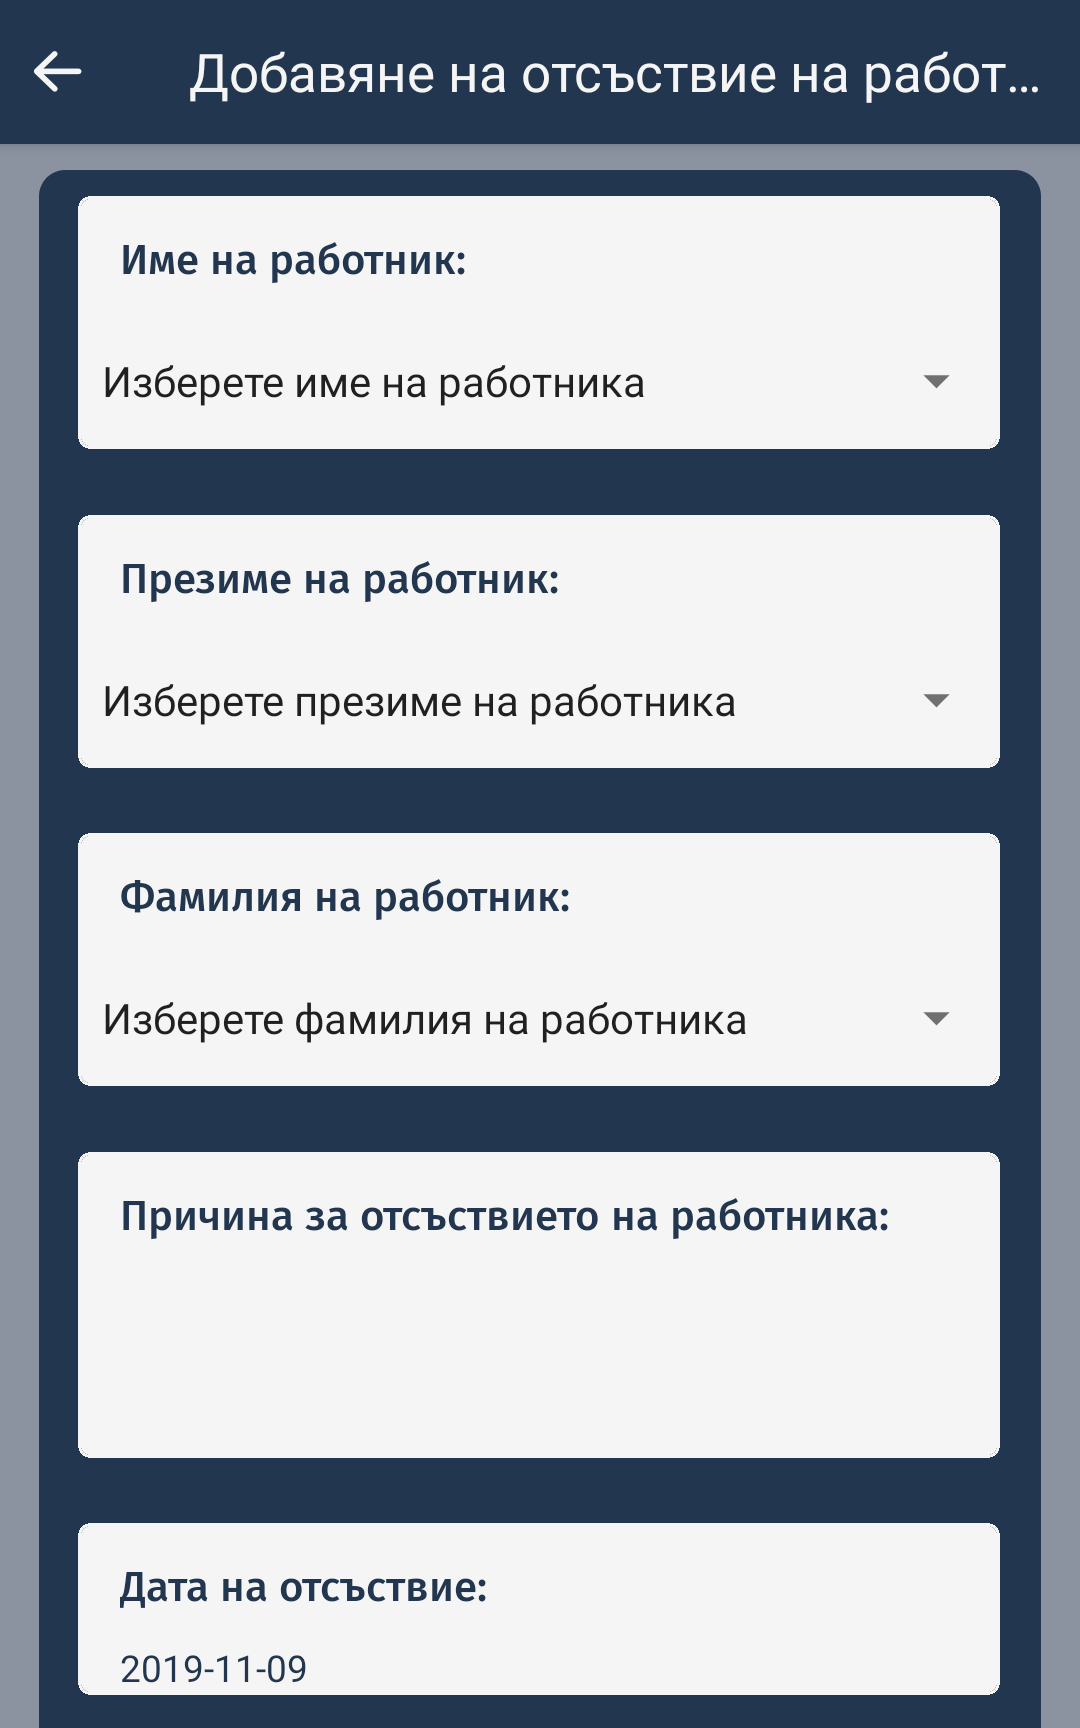 Добавяне на отсъствие на работ...
Име на работник:
Изберете име на работника
Презиме на работник:
Изберете презиме на работника
Фамилия на работник:
Изберете фамилия на работника
Причина за отсъствието на работника:
Дата на отсъствие:
2019-11-09